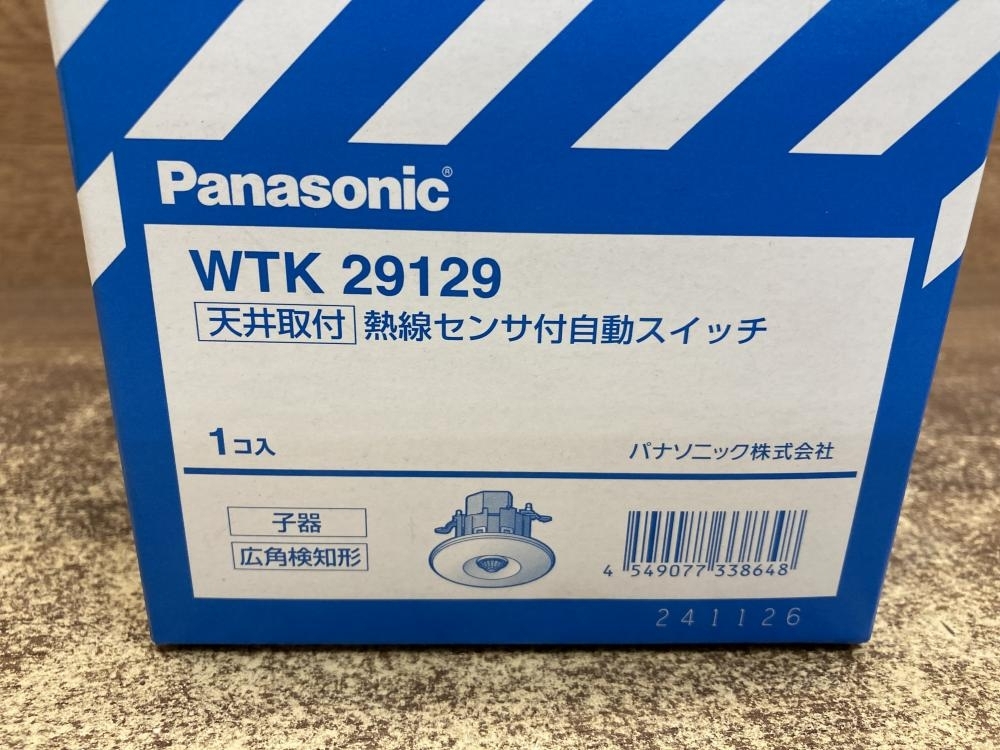 Panasonic®
WTK 29129
天井取付 熱線センサ付自動スイッチ
1コ入
パナソニック株式会社
子器
広角検知形
4 549077 338648
241126